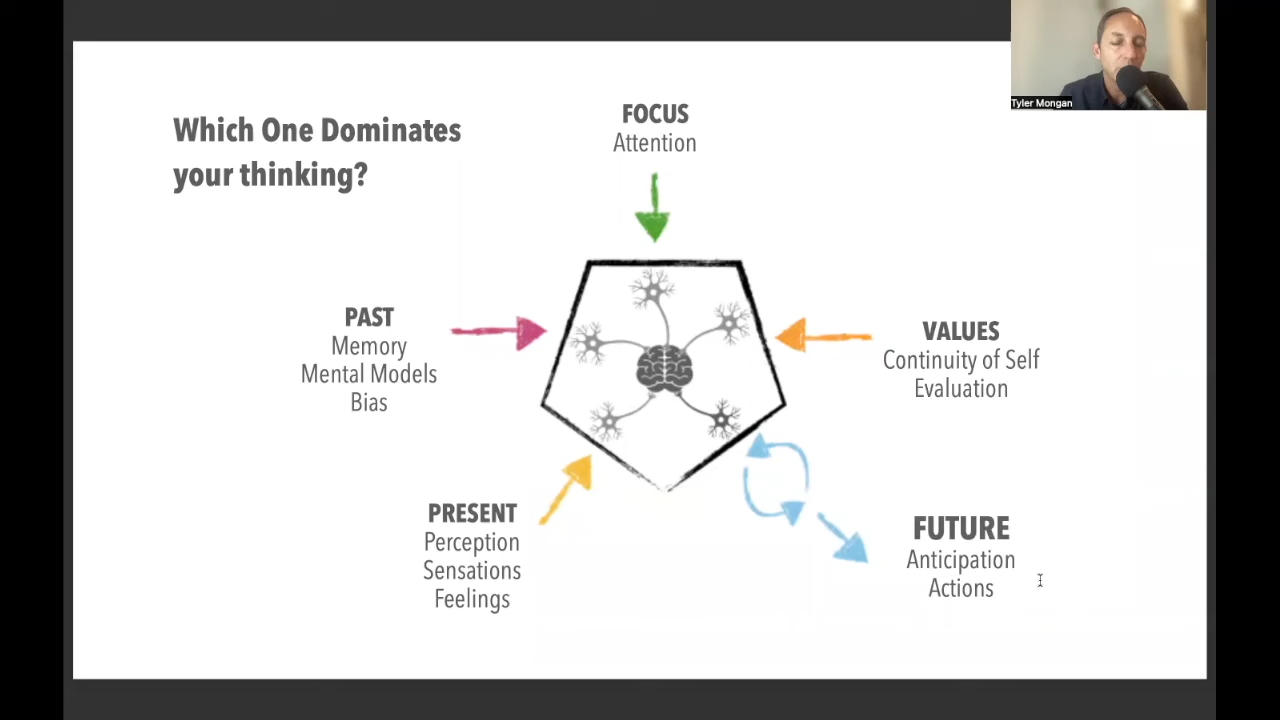 Which One Dominates
your thinking?
FOCUS
Attention
PAST
Memory
Mental Models
Bias
VALUES
Continuity of Self
Evaluation
PRESENT
Perception
Sensations
Feelings
FUTURE
Anticipation
Actions
Tyler Mongan